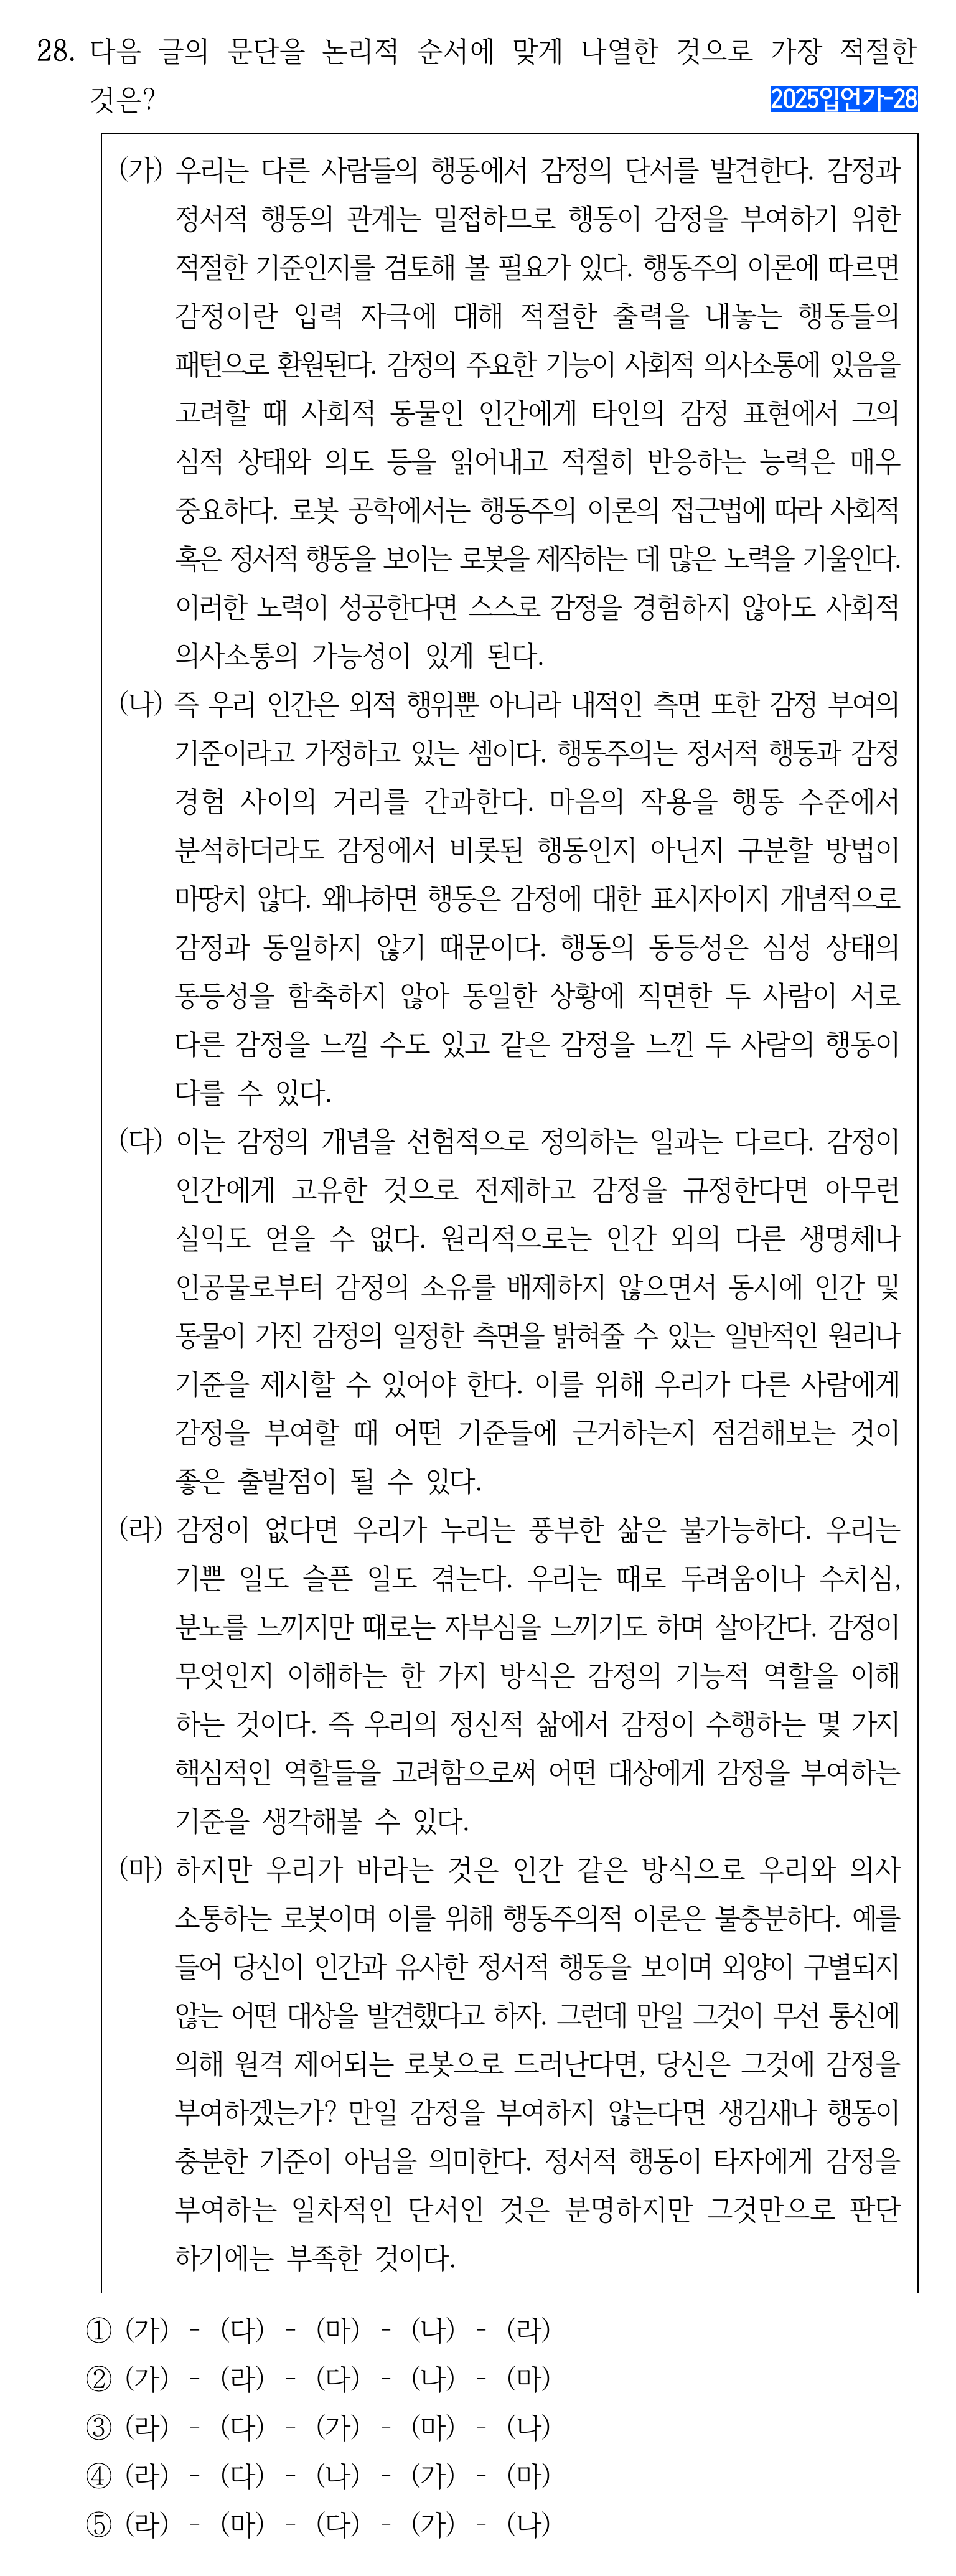 28. 다음 글의 문단을 논리적 순서에 맞게 나열한 것으로 가장 적절한
것은?
2025입언가-28
(가) 우리는 다른 사람들의 행동에서 감정의 단서를 발견한다. 감정과
정서적 행동의 관계는 밀접하므로 행동이 감정을 부여하기 위한
적절한 기준인지를 검토해 볼 필요가 있다. 행동주의 이론에 따르면
감정이란 입력 자극에 대해 적절한 출력을 내놓는 행동들의
패턴으로 환원된다. 감정의 주요한 기능이 사회적 의사소통에 있음을
고려할 때 사회적 동물인 인간에게 타인의 감정 표현에서 그의
심적 상태와 의도 등을 읽어내고 적절히 반응하는 능력은 매우
중요하다. 로봇 공학에서는 행동주의 이론의 접근법에 따라 사회적
혹은 정서적 행동을 보이는 로봇을 제작하는 데 많은 노력을 기울인다.
이러한 노력이 성공한다면 스스로 감정을 경험하지 않아도 사회적
의사소통의 가능성이 있게 된다.
(나) 즉 우리 인간은 외적 행위뿐 아니라 내적인 측면 또한 감정 부여의
기준이라고 가정하고 있는 셈이다. 행동주의는 정서적 행동과 감정
경험 사이의 거리를 간과한다. 마음의 작용을 행동 수준에서
분석하더라도 감정에서 비롯된 행동인지 아닌지 구분할 방법이
마땅치 않다. 왜냐하면 행동은 감정에 대한 표시자이지 개념적으로
감정과 동일하지 않기 때문이다. 행동의 동등성은 심성 상태의
동등성을 함축하지 않아 동일한 상황에 직면한 두 사람이 서로
다른 감정을 느낄 수도 있고 같은 감정을 느낀 두 사람의 행동이
다를 수 있다.
(다) 이는 감정의 개념을 선험적으로 정의하는 일과는 다르다. 감정이
인간에게 고유한 것으로 전제하고 감정을 규정한다면 아무런
실익도 얻을 수 없다. 원리적으로는 인간 외의 다른 생명체나
인공물로부터 감정의 소유를 배제하지 않으면서 동시에 인간 및
동물이 가진 감정의 일정한 측면을 밝혀줄 수 있는 일반적인 원리나
기준을 제시할 수 있어야 한다. 이를 위해 우리가 다른 사람에게
감정을 부여할 때 어떤 기준들에 근거하는지 점검해보는 것이
좋은 출발점이 될 수 있다.
(라) 감정이 없다면 우리가 누리는 풍부한 삶은 불가능하다. 우리는
기쁜 일도 슬픈 일도 겪는다. 우리는 때로 두려움이나 수치심,
분노를 느끼지만 때로는 자부심을 느끼기도 하며 살아간다. 감정이
무엇인지 이해하는 한 가지 방식은 감정의 기능적 역할을 이해
하는 것이다. 즉 우리의 정신적 삶에서 감정이 수행하는 몇 가지
핵심적인 역할들을 고려함으로써 어떤 대상에게 감정을 부여하는
기준을 생각해볼 수 있다.
(마) 하지만 우리가 바라는 것은 인간 같은 방식으로 우리와 의사
소통하는 로봇이며 이를 위해 행동주의적 이론은 불충분하다. 예를
들어 당신이 인간과 유사한 정서적 행동을 보이며 외양이 구별되지
않는 어떤 대상을 발견했다고 하자. 그런데 만일 그것이 무선 통신에
의해 원격 제어되는 로봇으로 드러난다면, 당신은 그것에 감정을
부여하겠는가? 만일 감정을 부여하지 않는다면 생김새나 행동이
충분한 기준이 아님을 의미한다. 정서적 행동이 타자에게 감정을
부여하는 일차적인 단서인 것은 분명하지만 그것만으로 판단
하기에는 부족한 것이다.
① (가) - (다) - (마) - (나) - (라)
② (가) - (라) - (다) - (나) - (마)
③ (라) - (다) - (가) - (마) - (나)
④ (라) - (다) - (나) - (가) - (마)
⑤ (라) - (마) - (다) - (가) - (나)